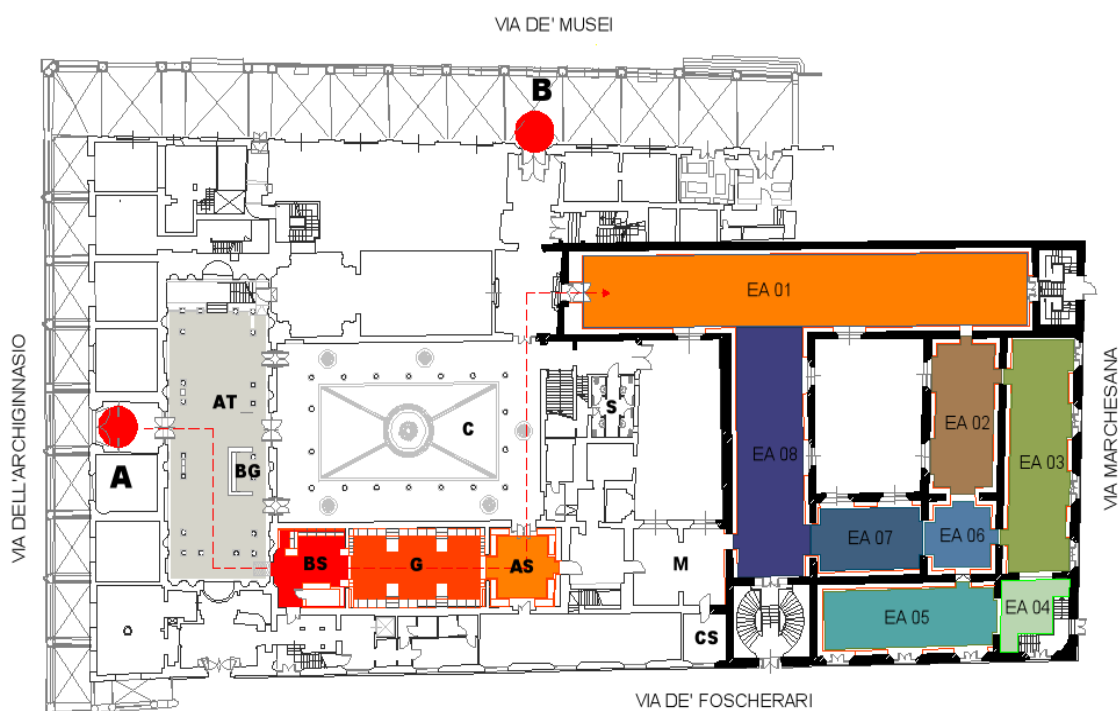 VIA DE' MUSEI
B
EA 01
AT
S
C
EA 02
A
BG
EA 08
EA 03
VIA DELL'ARCHIGINNASIO
VIA MARCHESANA
BS
G
AS
M
EA 07
EA 06
EA 05
EA 04
CS
VIA DE' FOSCHERARI